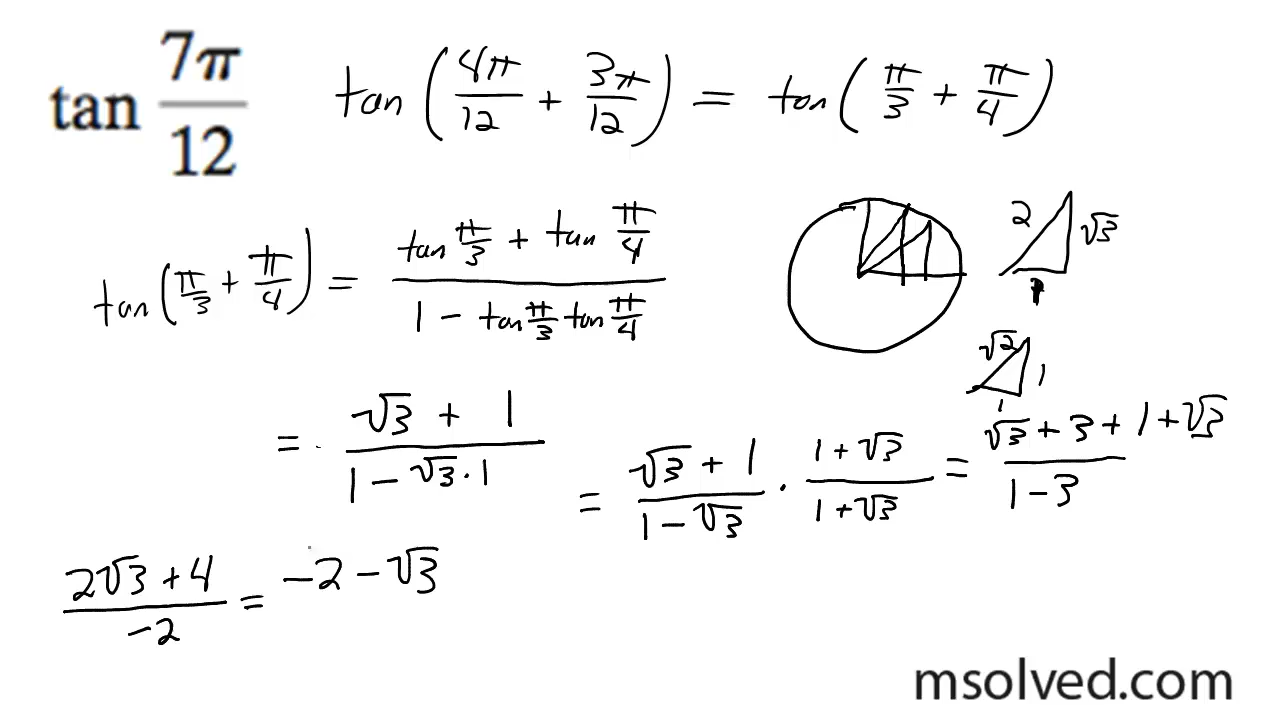 tan 7π/12 tan(4π/12 + 3π/12) = tan(π/3 + π/4)
tan(π/3 + π/4) = (tan π/3 + tan π/4)/(1 - tan π/3 tan π/4)
2 √3 1
√2 1 1
= (√3 + 1)/(1 - √3 · 1) = (√3 + 1)/(1 - √3) · (1 + √3)/(1 + √3) = (√3 + 3 + 1 + √3)/(1 - 3)
(2√3 + 4)/-2 = -2 - √3
msolved.com